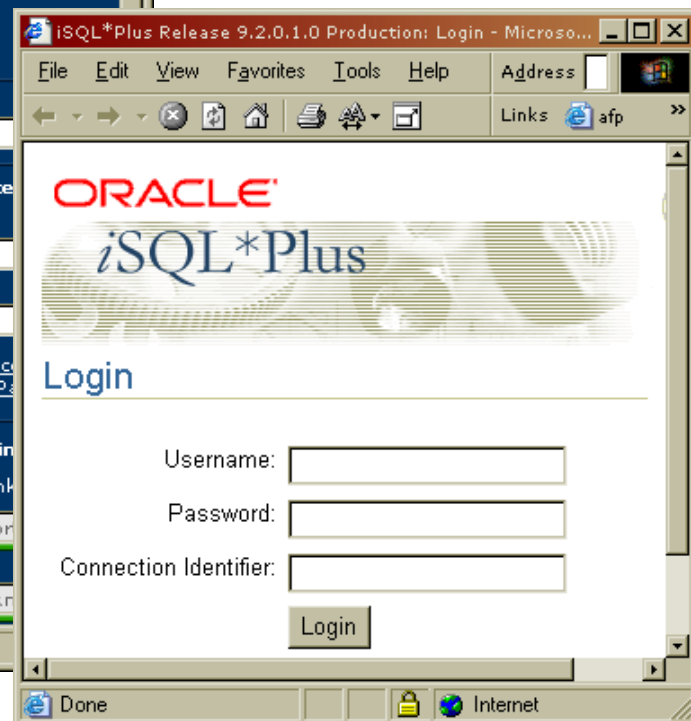 iSQL*Plus Release 9.2.0.1.0 Production: Login - Microso...
File Edit View Favorites Tools Help Address
Links afp »
ORACLE
iSQL*Plus
Login
Username:
Password:
Connection Identifier:
Login
Done Internet